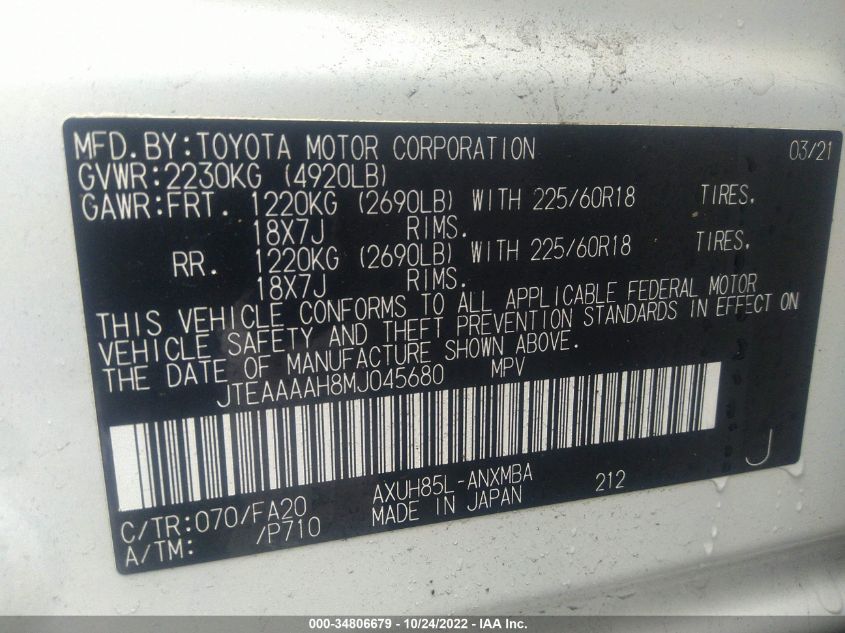 MFD.BY:TOYOTA MOTOR CORPORATION 03/21
GVWR:2230KG (4920LB)
GAWR:FRT. 1220KG (2690LB) WITH 225/60R18 TIRES.
18X7J RIMS.
RR. 1220KG (2690LB) WITH 225/60R18 TIRES.
18X7J RIMS.
THIS VEHICLE CONFORMS TO ALL APPLICABLE FEDERAL MOTOR
VEHICLE SAFETY AND THEFT PREVENTION STANDARDS IN EFFECT ON
THE DATE OF MANUFACTURE SHOWN ABOVE.
JTEAAAAH8MJ045680 MPV
J
AXUH85L-ANXMBA 212
C/TR:070/FA20 MADE IN JAPAN
A/TM: /P710
000-34806679 - 10/24/2022 - IAA Inc.